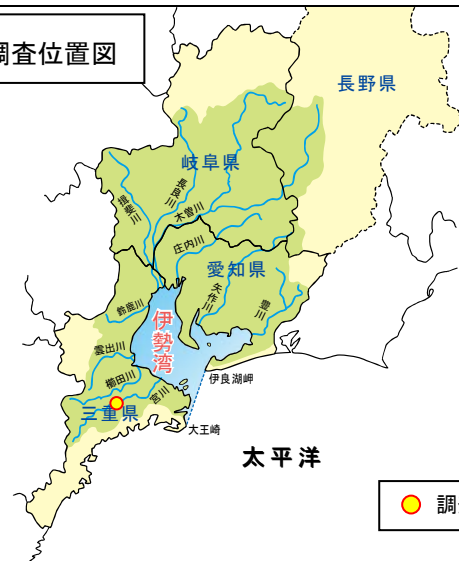 調査位置図
長野県
岐阜県
揖斐川
長良川
木曽川
庄内川
愛知県
矢作川
豊川
鈴鹿川
伊勢湾
雲出川
櫛田川
宮川
三重県
伊良湖岬
大王崎
太平洋
調